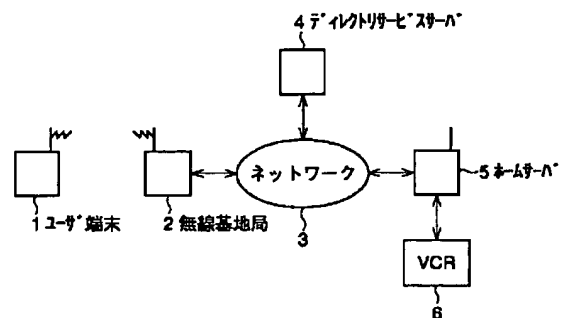 4 ディレクトリサービスサーバ
ネットワーク
5 ホームサーバ
1 ユーザ端末
2 無線基地局
3
VCR
6